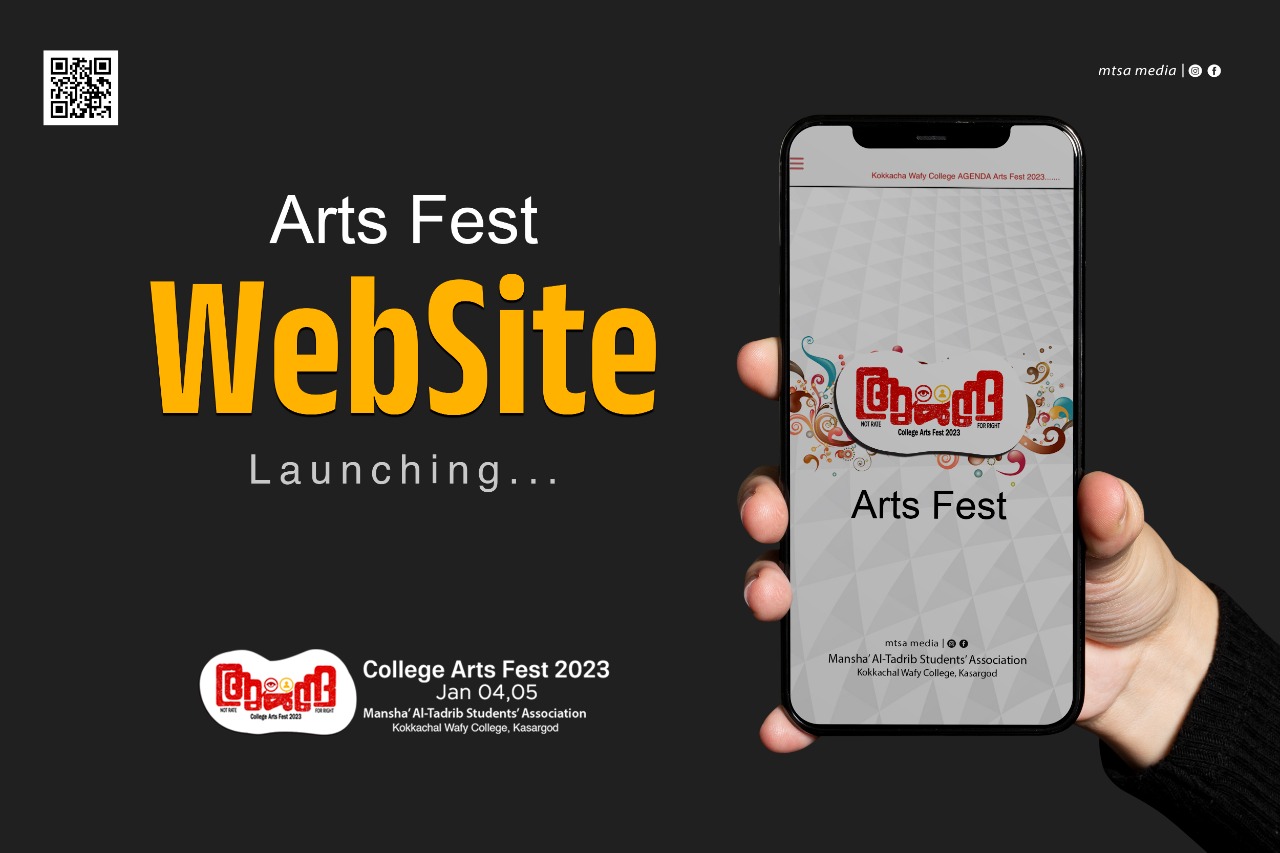 mtsa media |
Arts Fest
WebSite
Launching...
College Arts Fest 2023
Jan 04,05
Mansha' Al-Tadrib Students' Association
Kokkachal Wafy College, Kasargod
NOT RATE
FOR RIGHT
College Arts Fest 2023
Kokkacha Wafy College AGENDA Arts Fest 2023.......
NOT RATE
FOR RIGHT
College Arts Fest 2023
Arts Fest
mtsa media |
Mansha' Al-Tadrib Students' Association
Kokkachal Wafy College, Kasargod